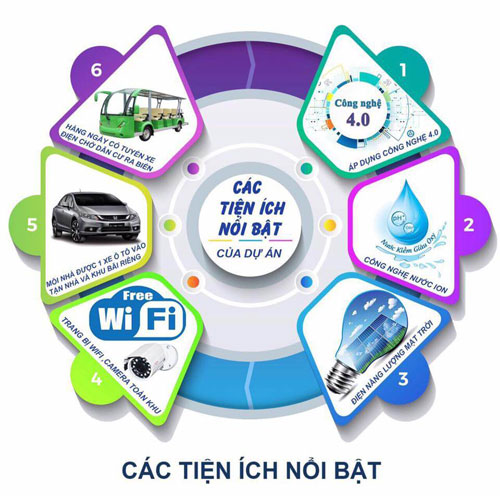 CÁC
TIỆN ÍCH
NỔI BẬT
CỦA DỰ ÁN
1
Công nghệ
4.0
ÁP DỤNG CÔNG NGHỆ 4.0
2
Nước Kiềm Giàu Oxy
CÔNG NGHỆ NƯỚC ION
3
ĐIỆN NĂNG LƯỢNG MẶT TRỜI
4
Free
Wi Fi
TRANG BỊ WIFI, CAMERA TOÀN KHU
5
MỖI NHÀ ĐƯỢC 1 XE Ô TÔ VÀO
TẬN NHÀ VÀ KHU BÃI RIÊNG
6
HÀNG NGÀY CÓ TUYẾN XE
ĐIỆN CHỞ DÂN CƯ RA BIỂN
CÁC TIỆN ÍCH NỔI BẬT